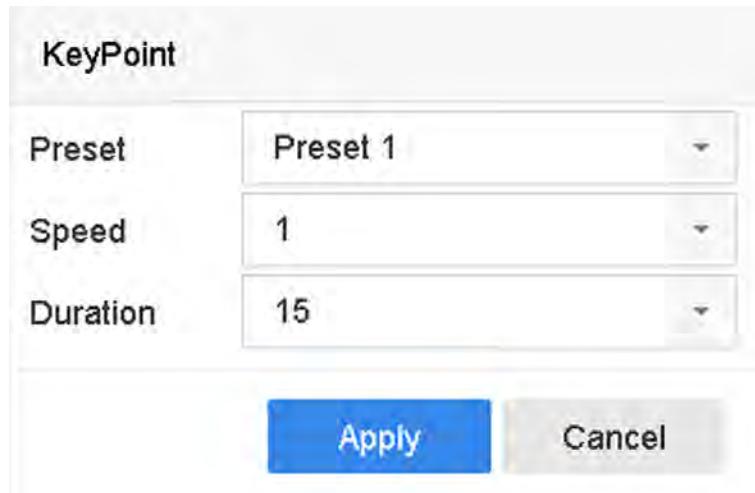 KeyPoint
Preset Preset 1
Speed 1
Duration 15
Apply Cancel